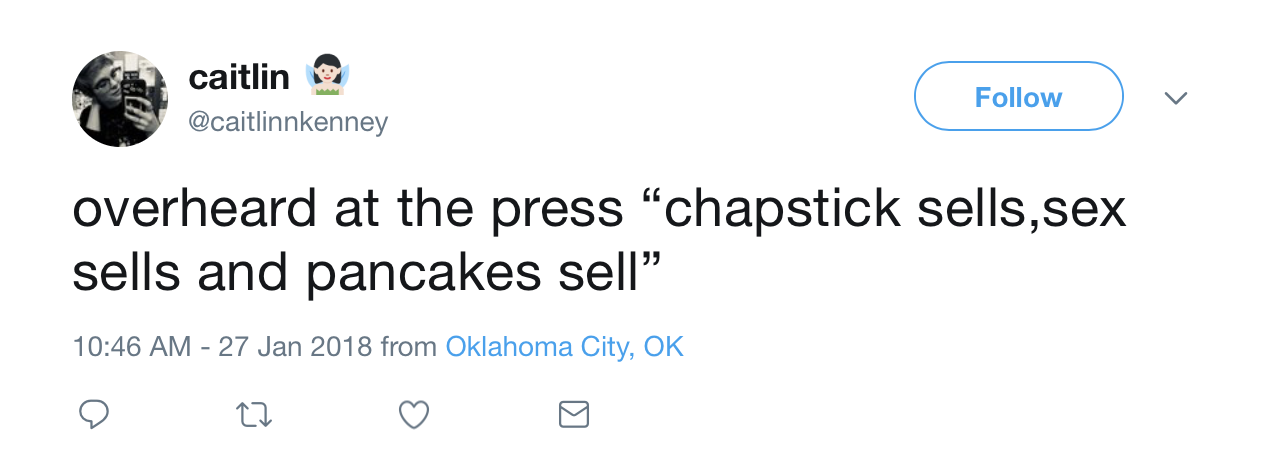 caitlin 🧚🏻
@caitlinnkenney
Follow
overheard at the press “chapstick sells,sex
sells and pancakes sell”
10:46 AM - 27 Jan 2018 from Oklahoma City, OK